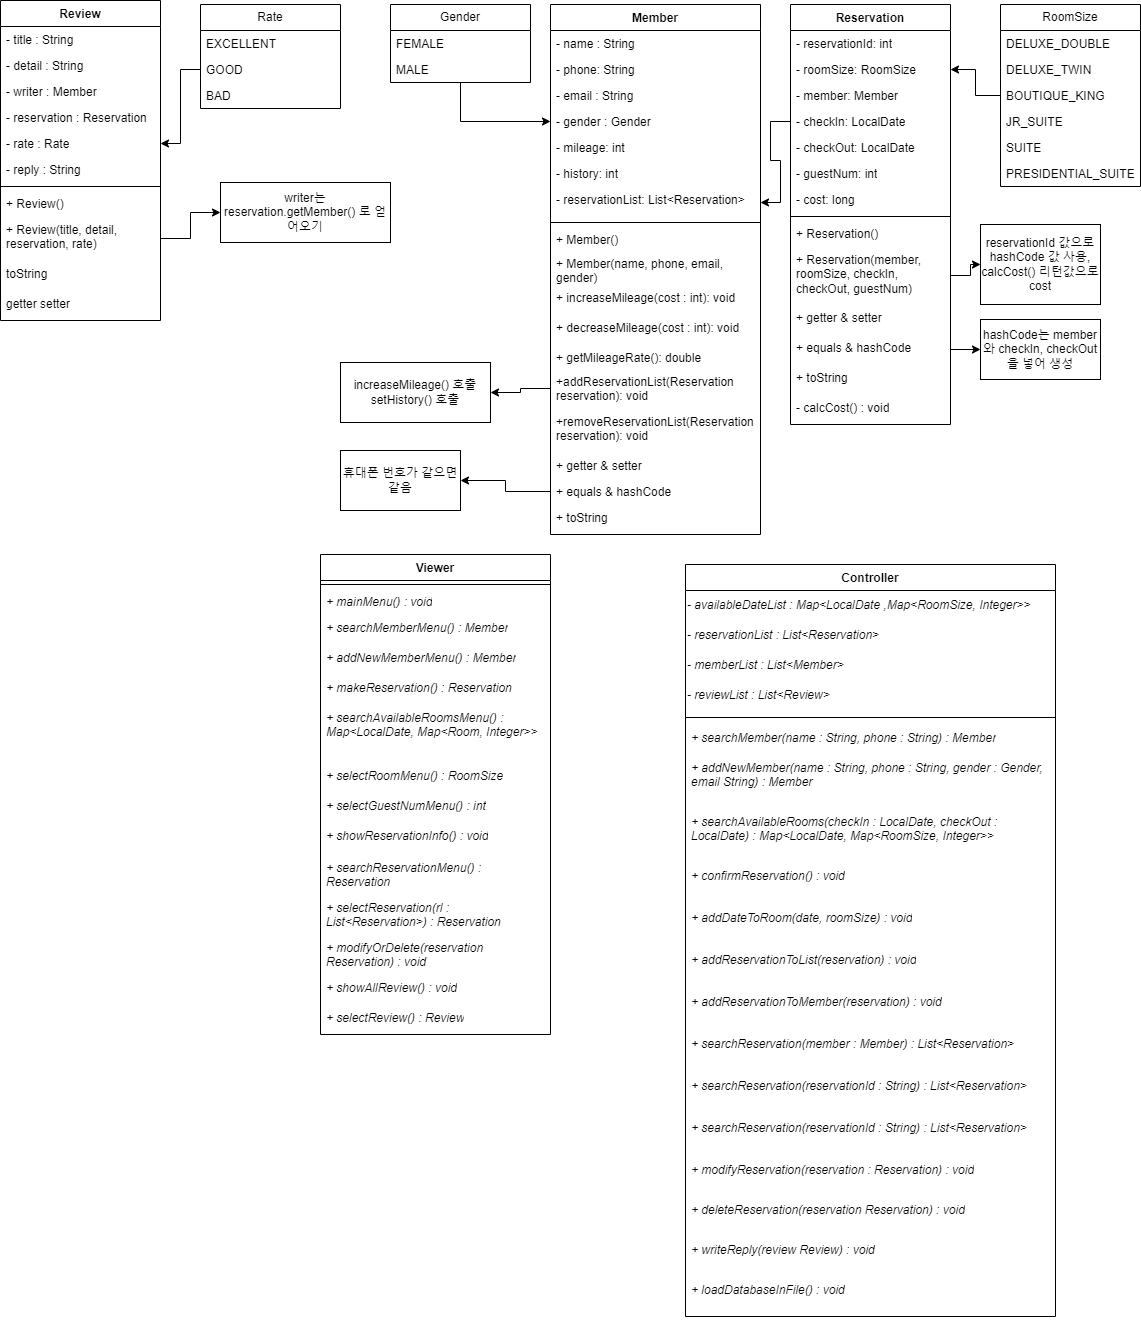 Review
- title : String
- detail : String
- writer : Member
- reservation : Reservation
- rate : Rate
- reply : String
+ Review()
+ Review(title, detail,
reservation, rate)
toString
getter setter
Rate
EXCELLENT
GOOD
BAD
writer는
reservation.getMember() 로 얻
어오기
Gender
FEMALE
MALE
Member
- name : String
- phone: String
- email : String
- gender : Gender
- mileage: int
- history: int
- reservationList: List<Reservation>
+ Member()
+ Member(name, phone, email,
gender)
+ increaseMileage(cost : int): void
+ decreaseMileage(cost : int): void
+ getMileageRate(): double
+addReservationList(Reservation
reservation): void
+removeReservationList(Reservation
reservation): void
+ getter & setter
+ equals & hashCode
+ toString
increaseMileage() 호출
setHistory() 호출
휴대폰 번호가 같으면
같음
Reservation
- reservationId: int
- roomSize: RoomSize
- member: Member
- checkIn: LocalDate
- checkOut: LocalDate
- guestNum: int
- cost: long
+ Reservation()
+ Reservation(member,
roomSize, checkIn,
checkOut, guestNum)
+ getter & setter
+ equals & hashCode
+ toString
- calcCost() : void
RoomSize
DELUXE_DOUBLE
DELUXE_TWIN
BOUTIQUE_KING
JR_SUITE
SUITE
PRESIDENTIAL_SUITE
reservationId 값으로
hashCode 값 사용,
calcCost() 리턴값으로
cost
hashCode는 member
와 checkIn, checkOut
을 넣어 생성
Viewer
+ mainMenu() : void
+ searchMemberMenu() : Member
+ addNewMemberMenu() : Member
+ makeReservation() : Reservation
+ searchAvailableRoomsMenu() :
Map<LocalDate, Map<Room, Integer>>
+ selectRoomMenu() : RoomSize
+ selectGuestNumMenu() : int
+ showReservationInfo() : void
+ searchReservationMenu() :
Reservation
+ selectReservation(rl :
List<Reservation>) : Reservation
+ modifyOrDelete(reservation
Reservation) : void
+ showAllReview() : void
+ selectReview() : Review
Controller
- availableDateList : Map<LocalDate ,Map<RoomSize, Integer>>
- reservationList : List<Reservation>
- memberList : List<Member>
- reviewList : List<Review>
+ searchMember(name : String, phone : String) : Member
+ addNewMember(name : String, phone : String, gender : Gender,
email String) : Member
+ searchAvailableRooms(checkIn : LocalDate, checkOut :
LocalDate) : Map<LocalDate, Map<RoomSize, Integer>>
+ confirmReservation() : void
+ addDateToRoom(date, roomSize) : void
+ addReservationToList(reservation) : void
+ addReservationToMember(reservation) : void
+ searchReservation(member : Member) : List<Reservation>
+ searchReservation(reservationId : String) : List<Reservation>
+ searchReservation(reservationId : String) : List<Reservation>
+ modifyReservation(reservation : Reservation) : void
+ deleteReservation(reservation Reservation) : void
+ writeReply(review Review) : void
+ loadDatabaseInFile() : void